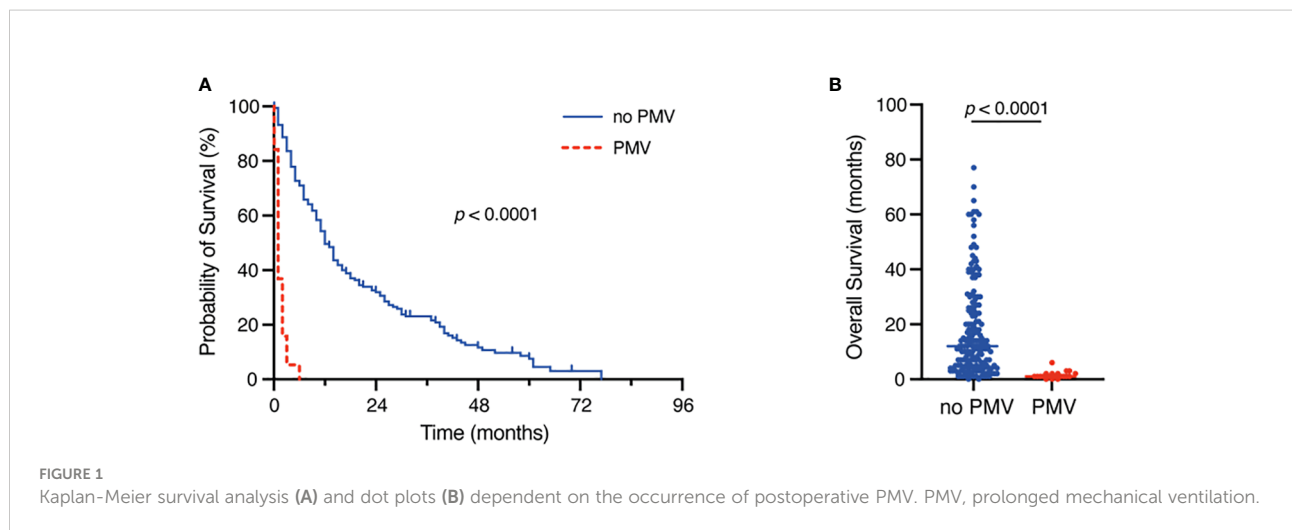 A
B
100
80
60
40
20
0
Probability of Survival (%)
no PMV
PMV
p < 0.0001
0 24 48 72 96
Time (months)
100
80
60
40
20
0
Overall Survival (months)
p < 0.0001
no PMV PMV
FIGURE 1
Kaplan-Meier survival analysis (A) and dot plots (B) dependent on the occurrence of postoperative PMV. PMV, prolonged mechanical ventilation.